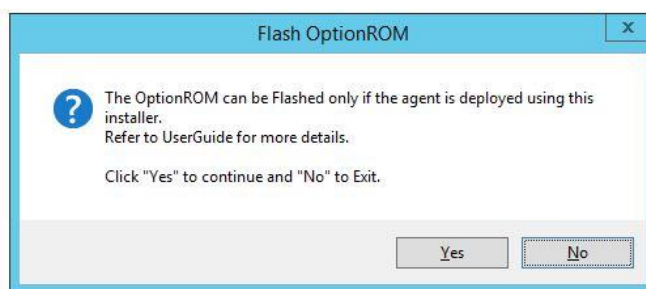 Flash OptionROM
x
?
The OptionROM can be Flashed only if the agent is deployed using this
installer.
Refer to UserGuide for more details.
Click "Yes" to continue and "No" to Exit.
Yes
No